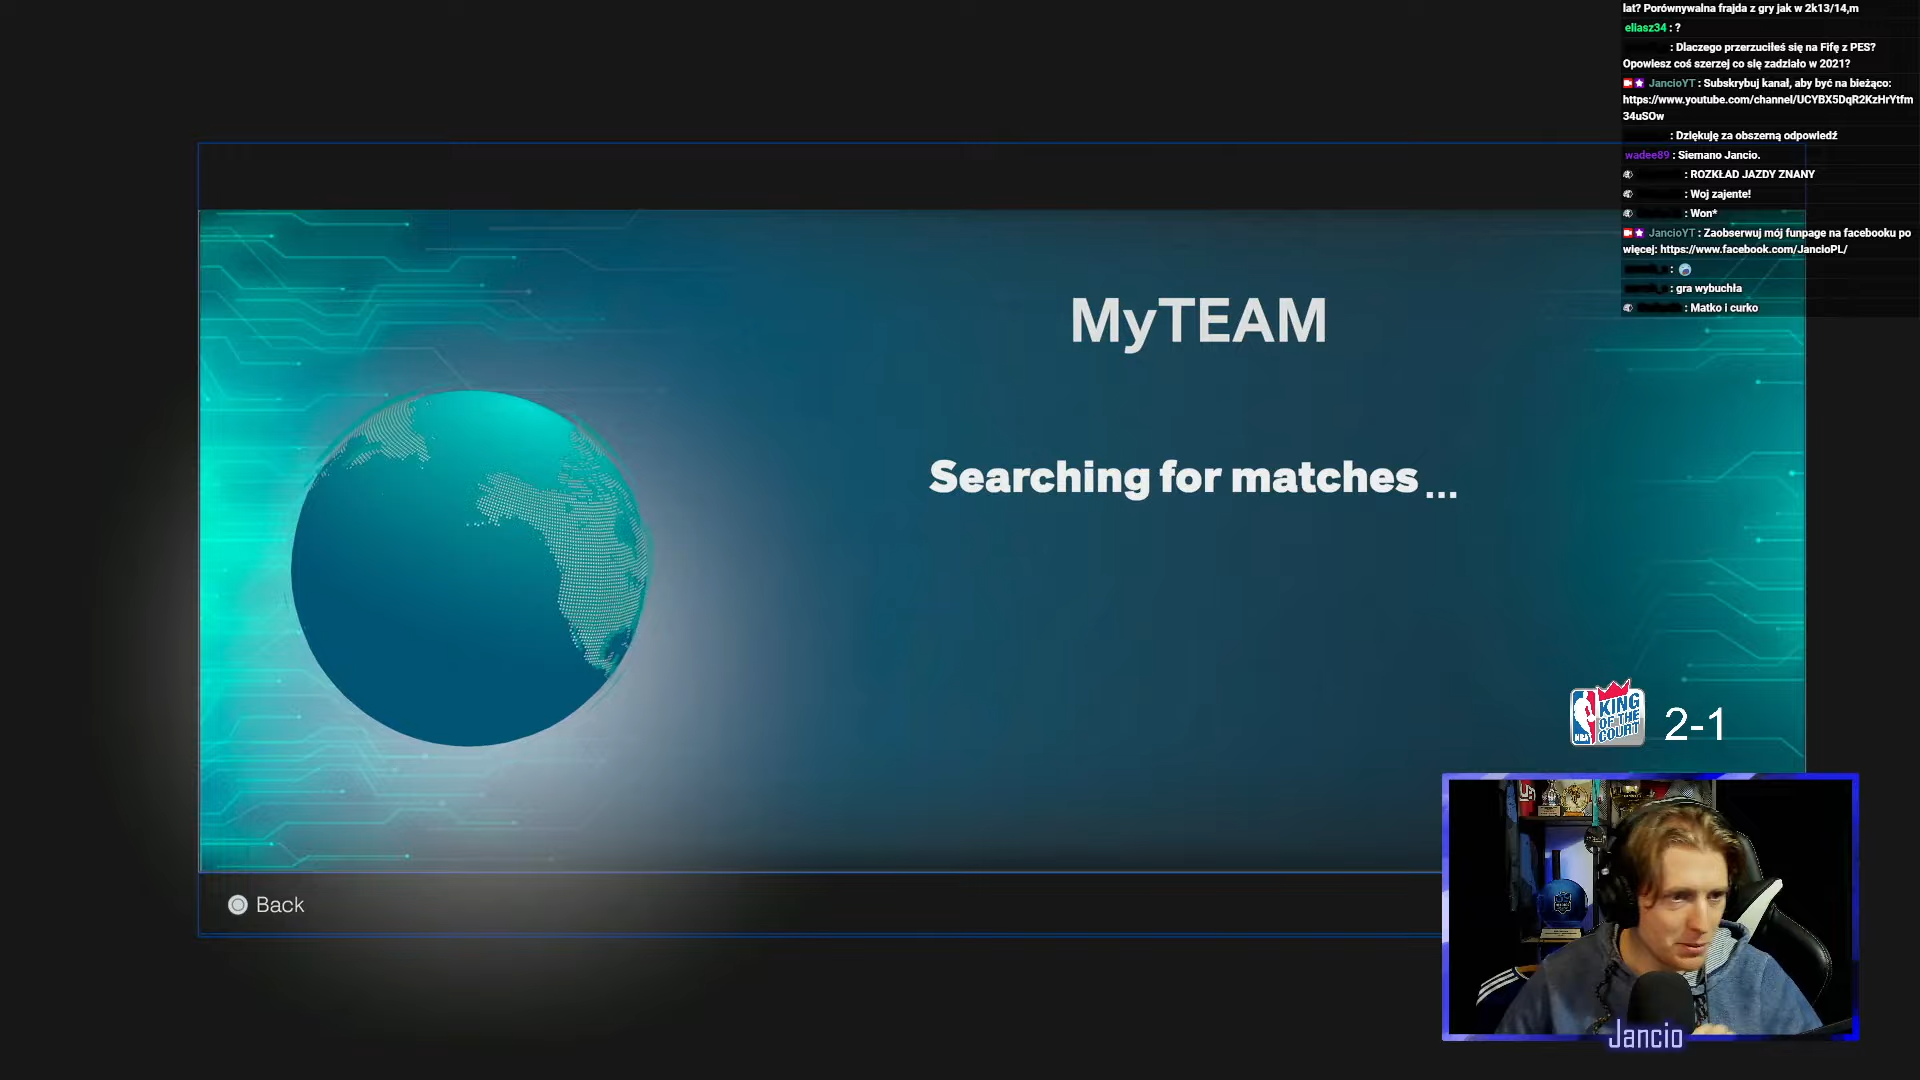 lat? Porównywalna frajda z gry jak w 2k13/14,m
eliasz34 : ?
: Dlaczego przerzuciłeś się na Fifę z PES?
Opowiesz coś szerzej co się zadziało w 2021?
JancioYT : Subskrybuj kanał, aby być na bieżąco:
https://www.youtube.com/channel/UCYBX5DqR2KzHrYtfm
34uSOw
: Dziękuję za obszerną odpowiedź
wadee89 : Siemano Jancio.
: ROZKŁAD JAZDY ZNANY
: Woj zajente!
: Won*
JancioYT : Zaobserwuj mój funpage na facebooku po
więcej: https://www.facebook.com/JancioPL/
:
: gra wybuchła
: Matko i curko
MyTEAM
Searching for matches...
KING
OF THE
COURT
NBA
2-1
Back
Jancio